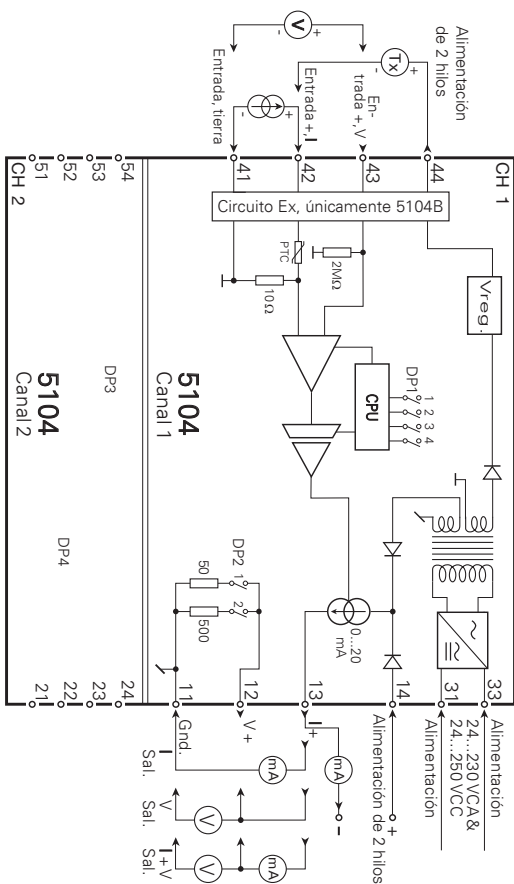 Alimentación
de 2 hilos
V
+
-
Tx
+
-
Entrada, tierra
Entrada +, I
En-
trada +, V
+
-
CH 2
51
52
53
54
41
42
43
44
CH 1
Circuito Ex, únicamente 5104B
PTC
10Ω
2MΩ
Vreg.
DP1
1
2
3
4
CPU
5104
Canal 1
DP3
5104
Canal 2
DP4
DP2
50
1
500
2
0...20
mA
21
22
23
24
11
12
13
14
31
33
Gnd.
V +
I+
mA
-
Alimentación de 2 hilos
+
Alimentación
24...230 VCA &
24...250 VCC
Alimentación
I
Sal.
mA
V
Sal.
V
I + V
Sal.
V
mA